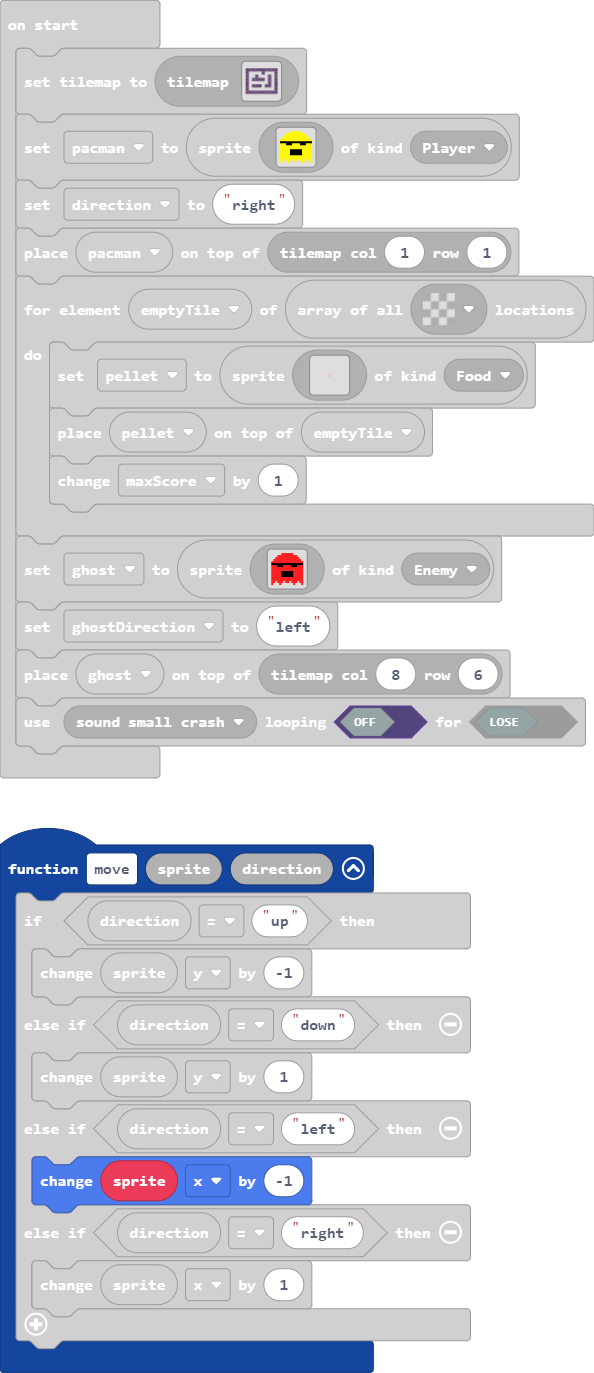 on start
set tilemap to tilemap
set pacman to sprite of kind Player
set direction to "right"
place pacman on top of tilemap col 1 row 1
for element emptyTile of array of all locations
do
set pellet to sprite of kind Food
place pellet on top of emptyTile
change maxScore by 1
set ghost to sprite of kind Enemy
set ghostDirection to "left"
place ghost on top of tilemap col 8 row 6
use sound small crash looping OFF for LOSE
function move sprite direction
if direction = "up" then
change sprite y by -1
else if direction = "down" then
change sprite y by 1
else if direction = "left" then
change sprite x by -1
else if direction = "right" then
change sprite x by 1